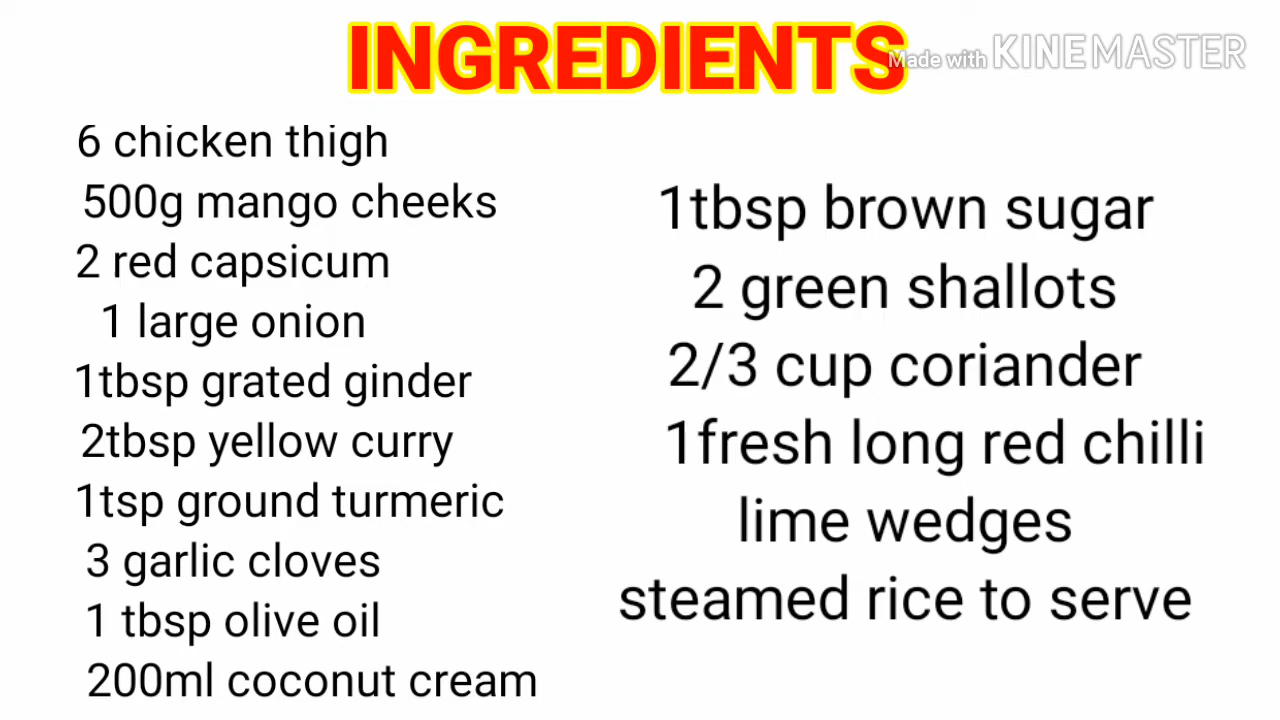 INGREDIENTS
Made with KINEMASTER
6 chicken thigh
500g mango cheeks
2 red capsicum
1 large onion
1tbsp grated ginder
2tbsp yellow curry
1tsp ground turmeric
3 garlic cloves
1 tbsp olive oil
200ml coconut cream
1tbsp brown sugar
2 green shallots
2/3 cup coriander
1fresh long red chilli
lime wedges
steamed rice to serve